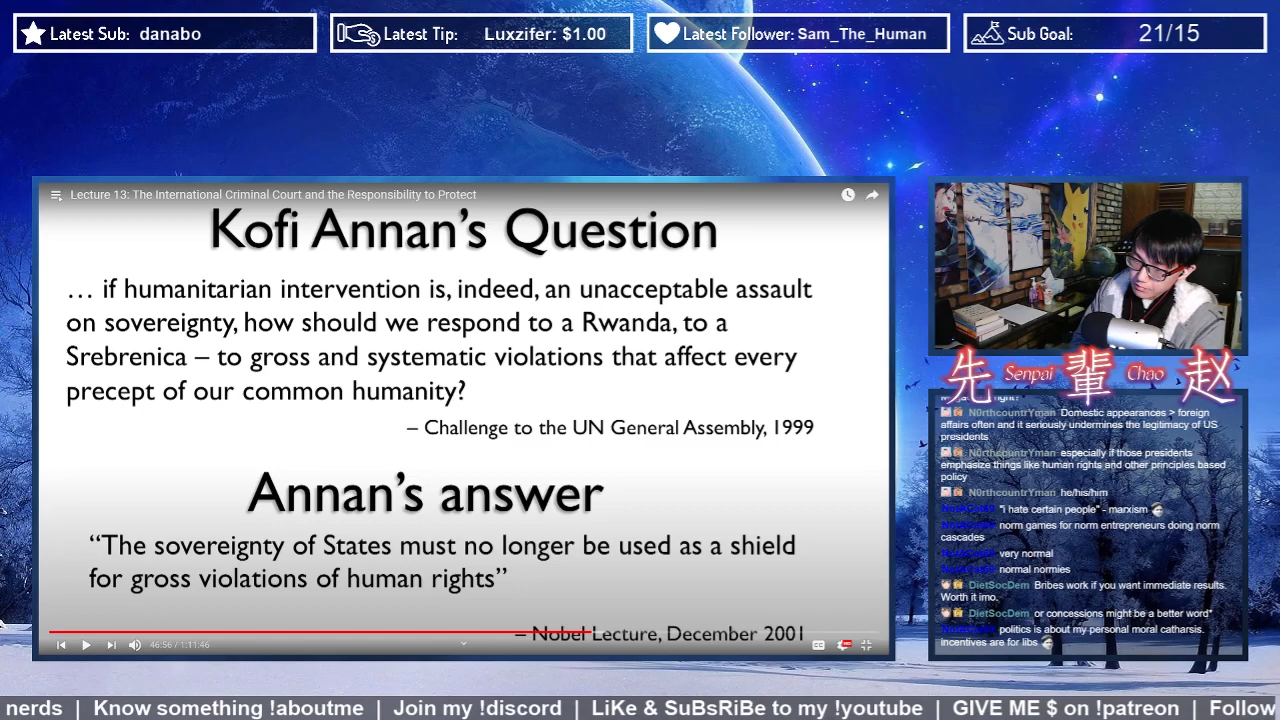 Latest Sub: danabo
Latest Tip: Luxzifer: $1.00
Latest Follower: Sam_The_Human
Sub Goal: 21/15
Lecture 13: The International Criminal Court and the Responsibility to Protect
Kofi Annan’s Question
… if humanitarian intervention is, indeed, an unacceptable assault
on sovereignty, how should we respond to a Rwanda, to a
Srebrenica – to gross and systematic violations that affect every
precept of our common humanity?
– Challenge to the UN General Assembly, 1999
Annan’s answer
“The sovereignty of States must no longer be used as a shield
for gross violations of human rights”
– Nobel Lecture, December 2001
46:56 / 1:11:46
先 Senpai 輩 Chao 赵
right?
N0rthcountrYman Domestic appearances > foreign
affairs often and it seriously undermines the legitimacy of US
presidents
N0rthcountrYman especially if those presidents
emphasize things like human rights and other principles based
policy
N0rthcountrYman he/his/him
"i hate certain people" - marxism
norm games for norm entrepreneurs doing norm
cascades
very normal
normal normies
DietSocDem Bribes work if you want immediate results.
Worth it imo.
DietSocDem or concessions might be a better word*
politics is about my personal moral catharsis.
incentives are for libs
nerds | Know something !aboutme | Join my !discord | LiKe & SuBsRiBe to my !youtube | GIVE ME $ on !patreon | Follow